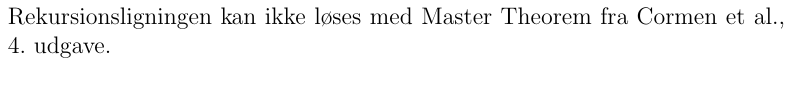 Rekursionsligningen kan ikke løses med Master Theorem fra Cormen et al.,
4. udgave.